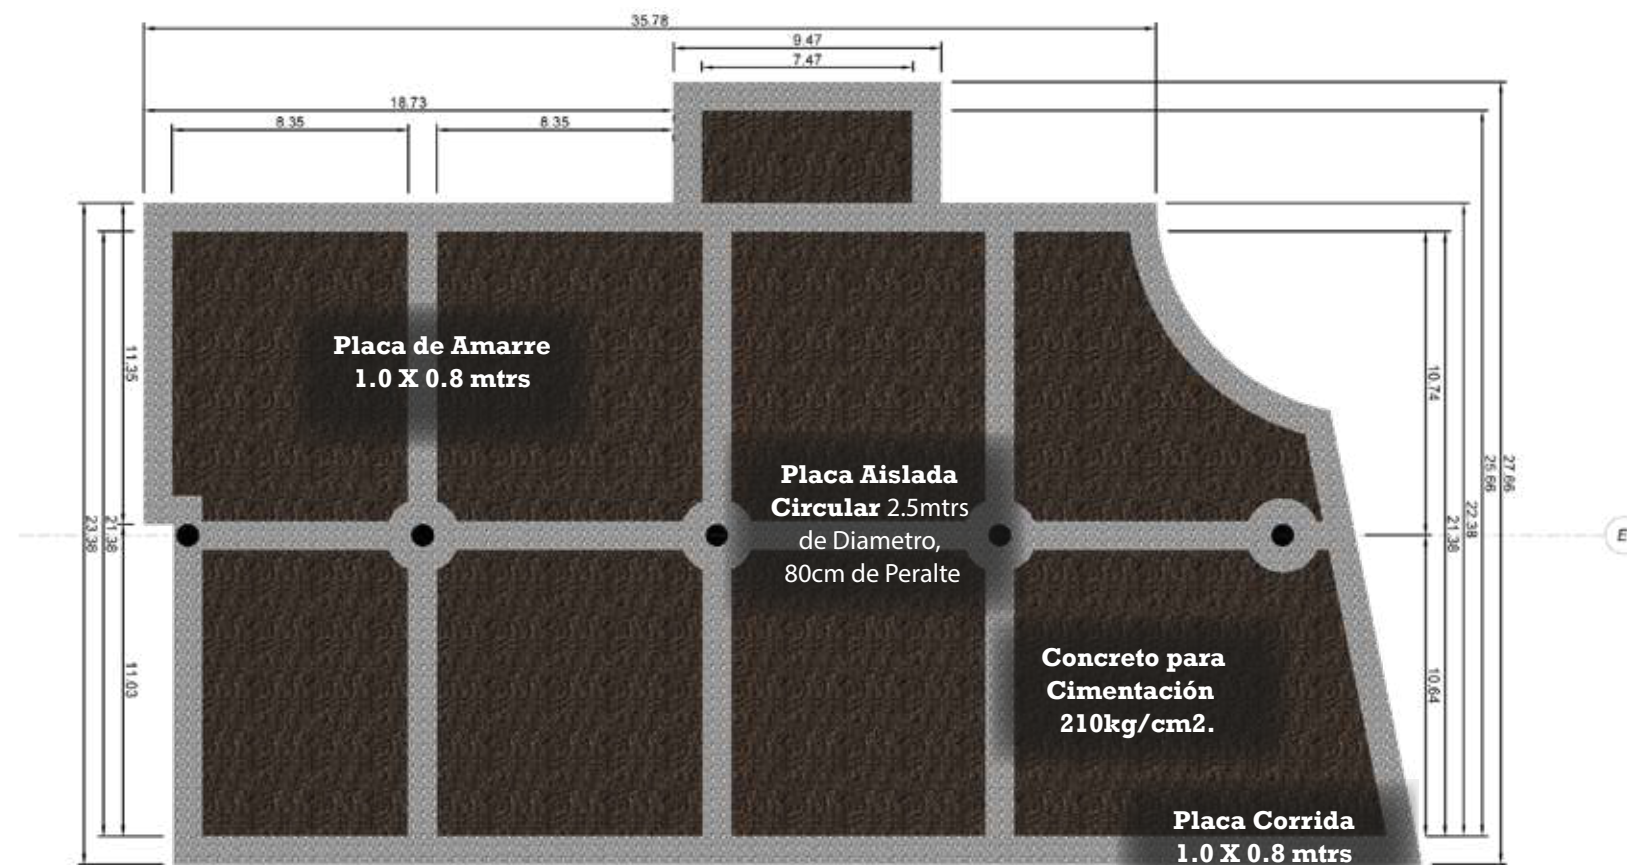 35.78
9.47
7.47
18.73
8.35
8.35
Placa de Amarre
1.0 X 0.8 mtrs
11.35
10.74
Placa Aislada
Circular 2.5mtrs
de Diametro,
80cm de Peralte
23.38
21.38
21.38
22.38
25.66
27.66
E
Concreto para
Cimentación
210kg/cm2.
11.03
10.64
Placa Corrida
1.0 X 0.8 mtrs